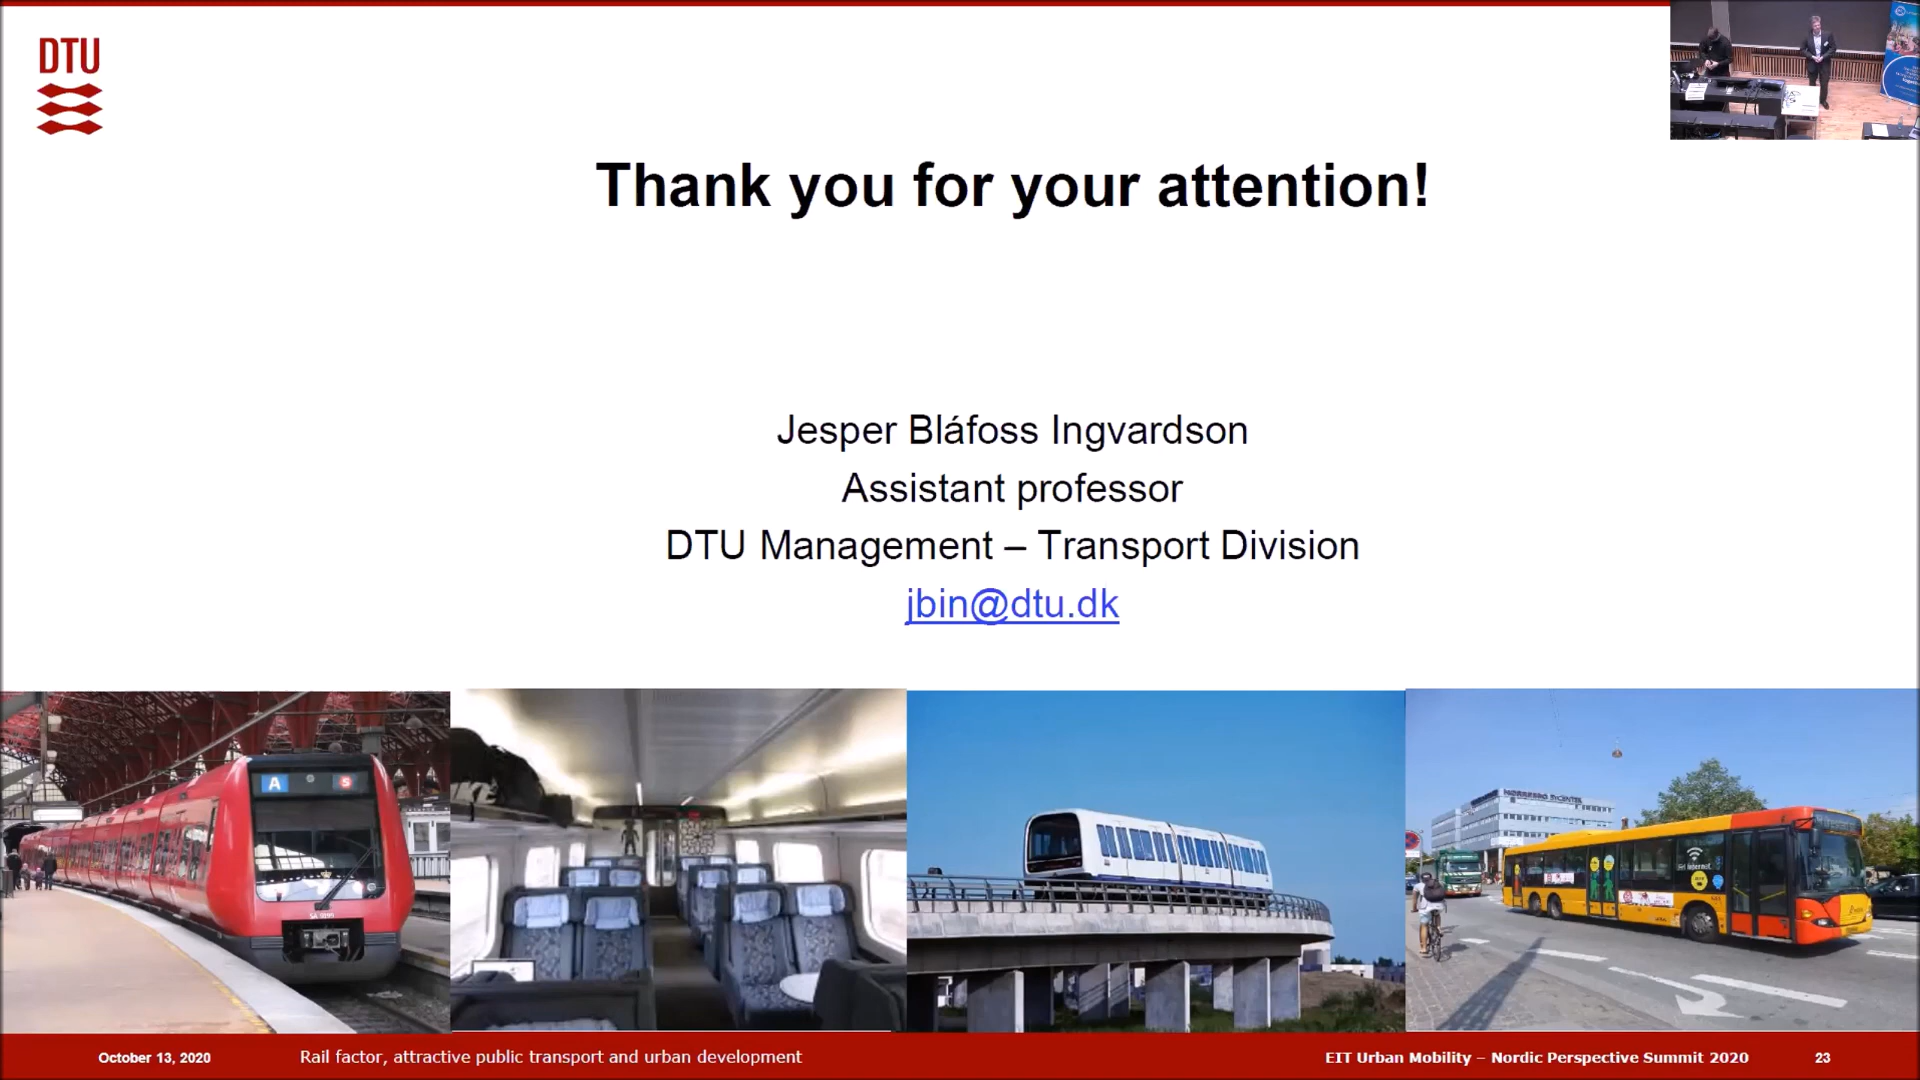 DTU
Thank you for your attention!
Jesper Bláfoss Ingvardson
Assistant professor
DTU Management – Transport Division
jbin@dtu.dk
A
S
October 13, 2020
Rail factor, attractive public transport and urban development
EIT Urban Mobility – Nordic Perspective Summit 2020
23